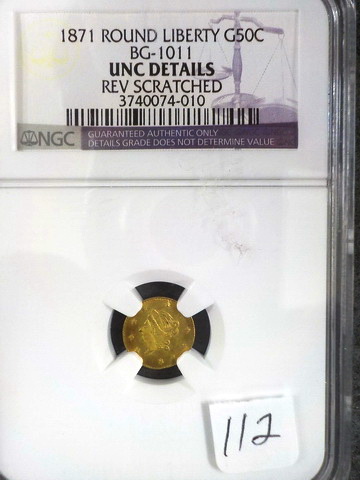 1871 ROUND LIBERTY G50C
BG-1011
UNC DETAILS
REV SCRATCHED
3740074-010
NGC
GUARANTEED AUTHENTIC ONLY
DETAILS GRADE DOES NOT DETERMINE VALUE
112